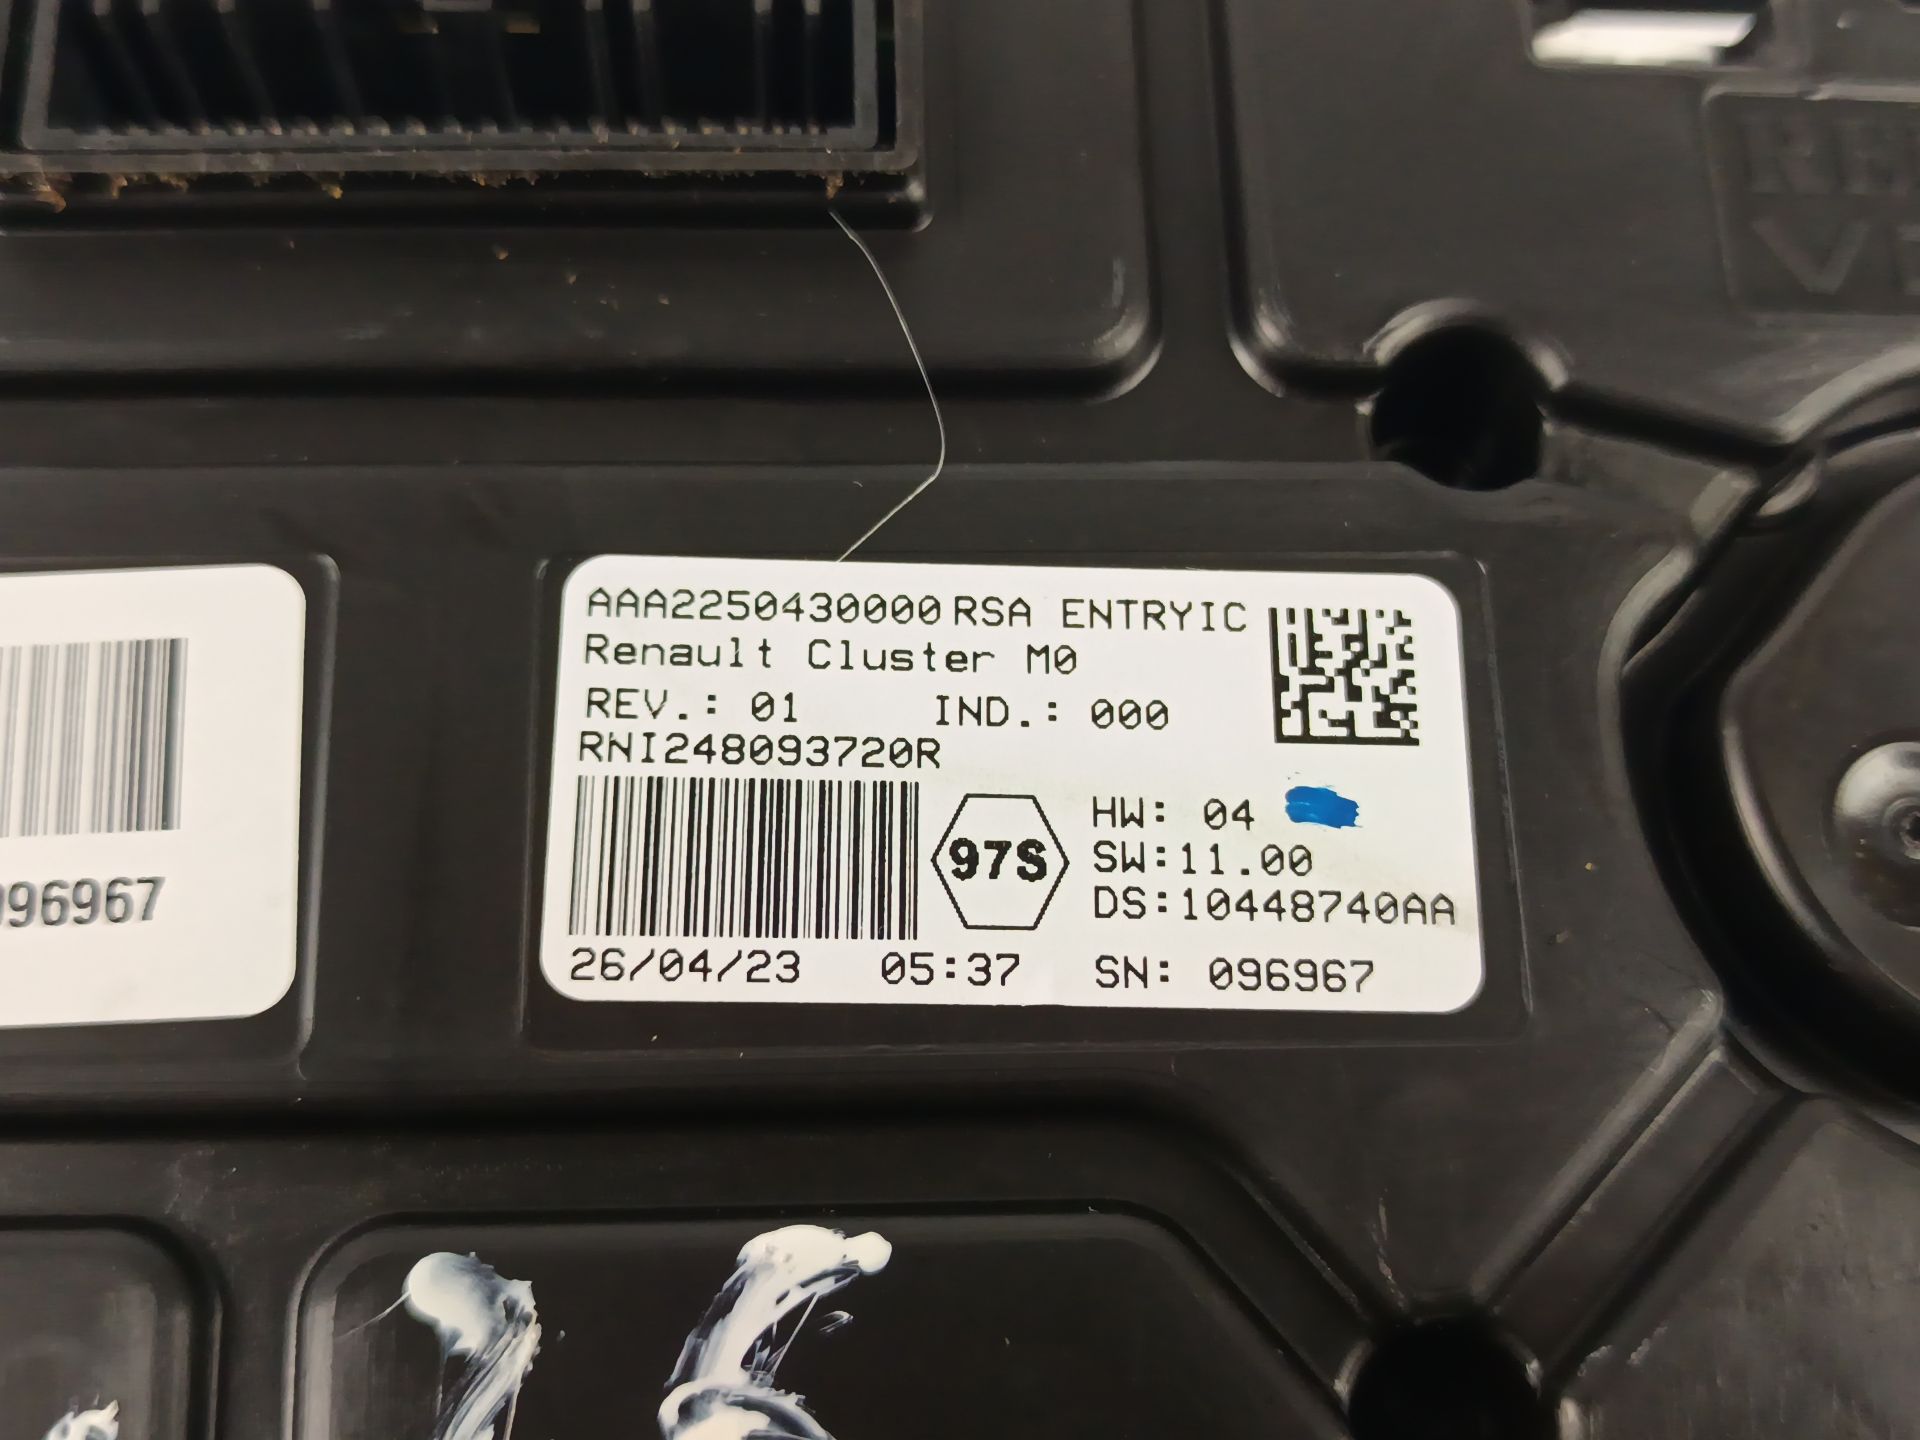 AAA2250430000 RSA ENTRYIC
Renault Cluster M0
REV.: 01 IND.: 000
RNI248093720R
97S
HW: 04
SW:11.00
DS:10448740AA
26/04/23 05:37 SN: 096967
96967